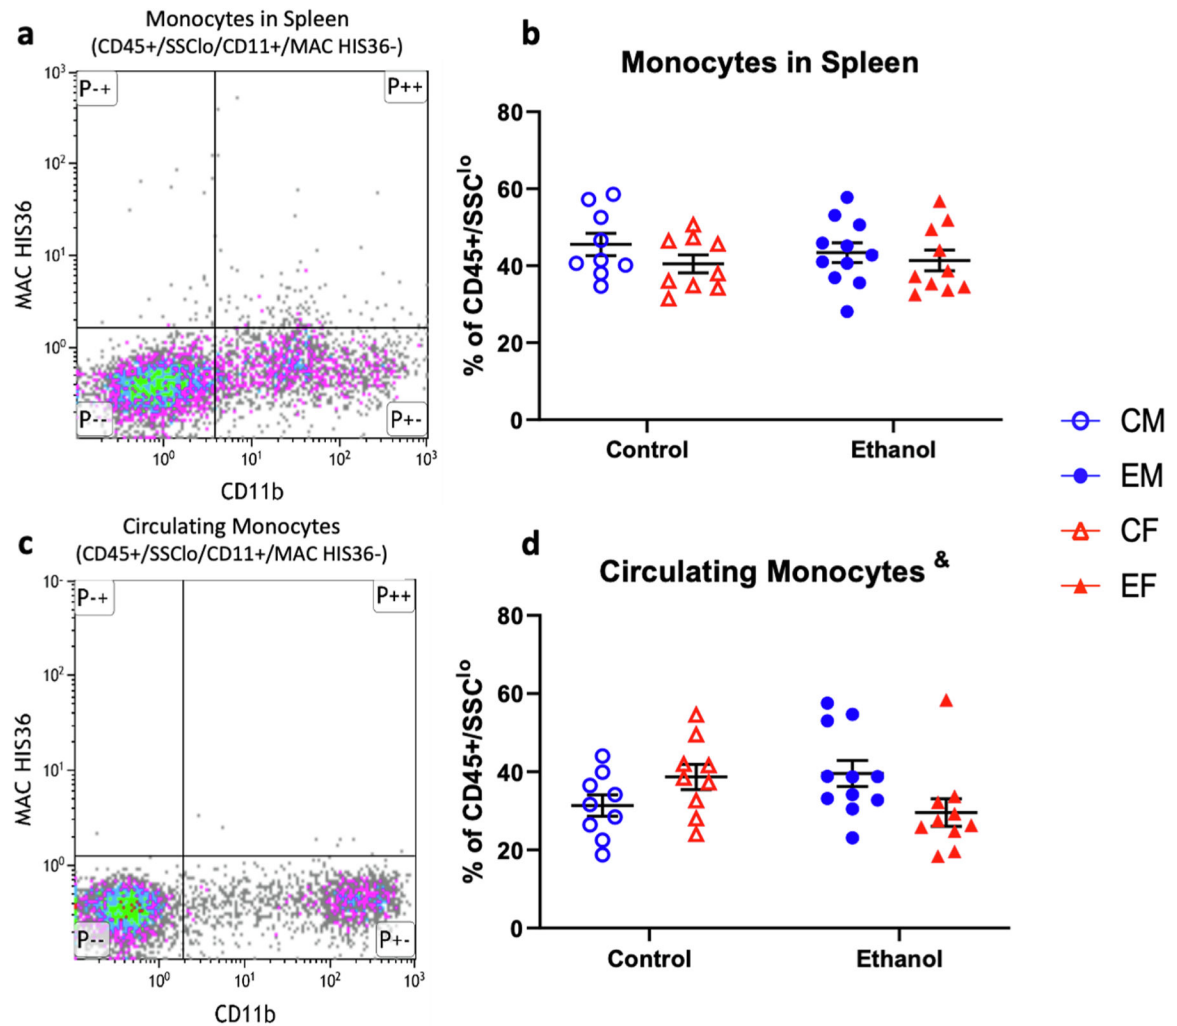 a
Monocytes in Spleen
(CD45+/SSClo/CD11+/MAC HIS36-)
P-+
P++
P--
P+-
10³
10²
10¹
10⁰
MAC HIS36
10⁰ 10¹ 10² 10³
CD11b
b
Monocytes in Spleen
% of CD45+/SSCˡᵒ
80
60
40
20
0
Control
Ethanol
CM
EM
CF
EF
c
Circulating Monocytes
(CD45+/SSClo/CD11+/MAC HIS36-)
P-+
P++
P--
P+-
10-
10²
10¹
10⁰
MAC HIS36
10⁰ 10¹ 10² 10³
CD11b
d
Circulating Monocytes &
% of CD45+/SSCˡᵒ
80
60
40
20
0
Control
Ethanol